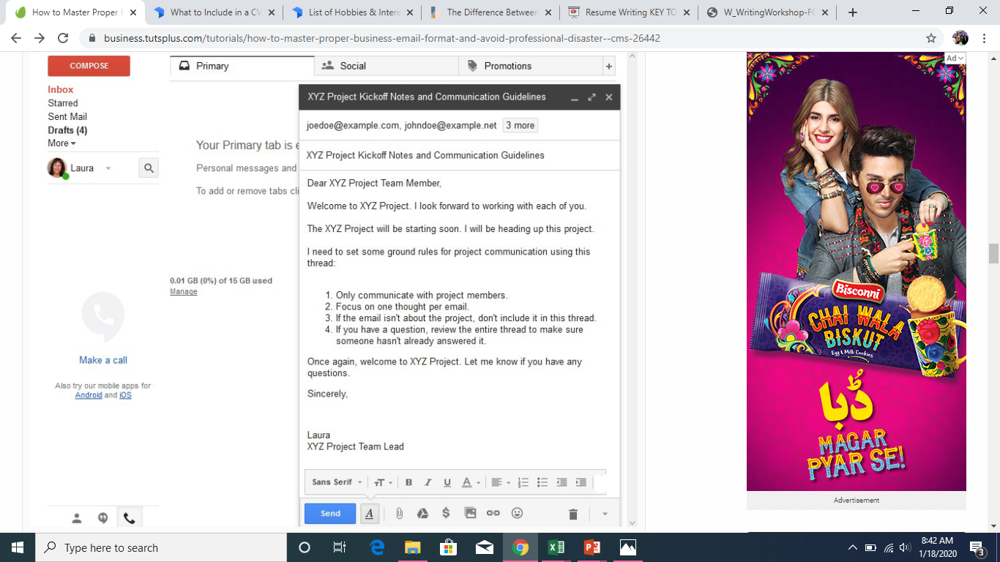 How to Master Proper E
What to Include in a CV
List of Hobbies & Intere
The Difference Between
Resume Writing KEY TO
W_WritingWorkshop-FC
business.tutsplus.com/tutorials/how-to-master-proper-business-email-format-and-avoid-professional-disaster--cms-26442
COMPOSE
Inbox
Starred
Sent Mail
Drafts (4)
More
Laura
Primary
Social
Promotions
+
Your Primary tab is e
Personal messages and
To add or remove tabs cli
0.01 GB (0%) of 15 GB used
Manage
Make a call
Also try our mobile apps for
Android and iOS
XYZ Project Kickoff Notes and Communication Guidelines
joedoe@example.com, johndoe@example.net 3 more
XYZ Project Kickoff Notes and Communication Guidelines
Dear XYZ Project Team Member,
Welcome to XYZ Project. I look forward to working with each of you.
The XYZ Project will be starting soon. I will be heading up this project.
I need to set some ground rules for project communication using this
thread:
1. Only communicate with project members.
2. Focus on one thought per email.
3. If the email isn't about the project, don't include it in this thread.
4. If you have a question, review the entire thread to make sure
someone hasn't already answered it.
Once again, welcome to XYZ Project. Let me know if you have any
questions.
Sincerely,
Laura
XYZ Project Team Lead
Sans Serif
B I U A
Send A $
Ad
Bisconni
CHAI WALA
BISKUT
Egg & Milk Cookies
ڈُبا
MAGAR
PYAR SE!
Advertisement
Type here to search
8:42 AM
1/18/2020
3